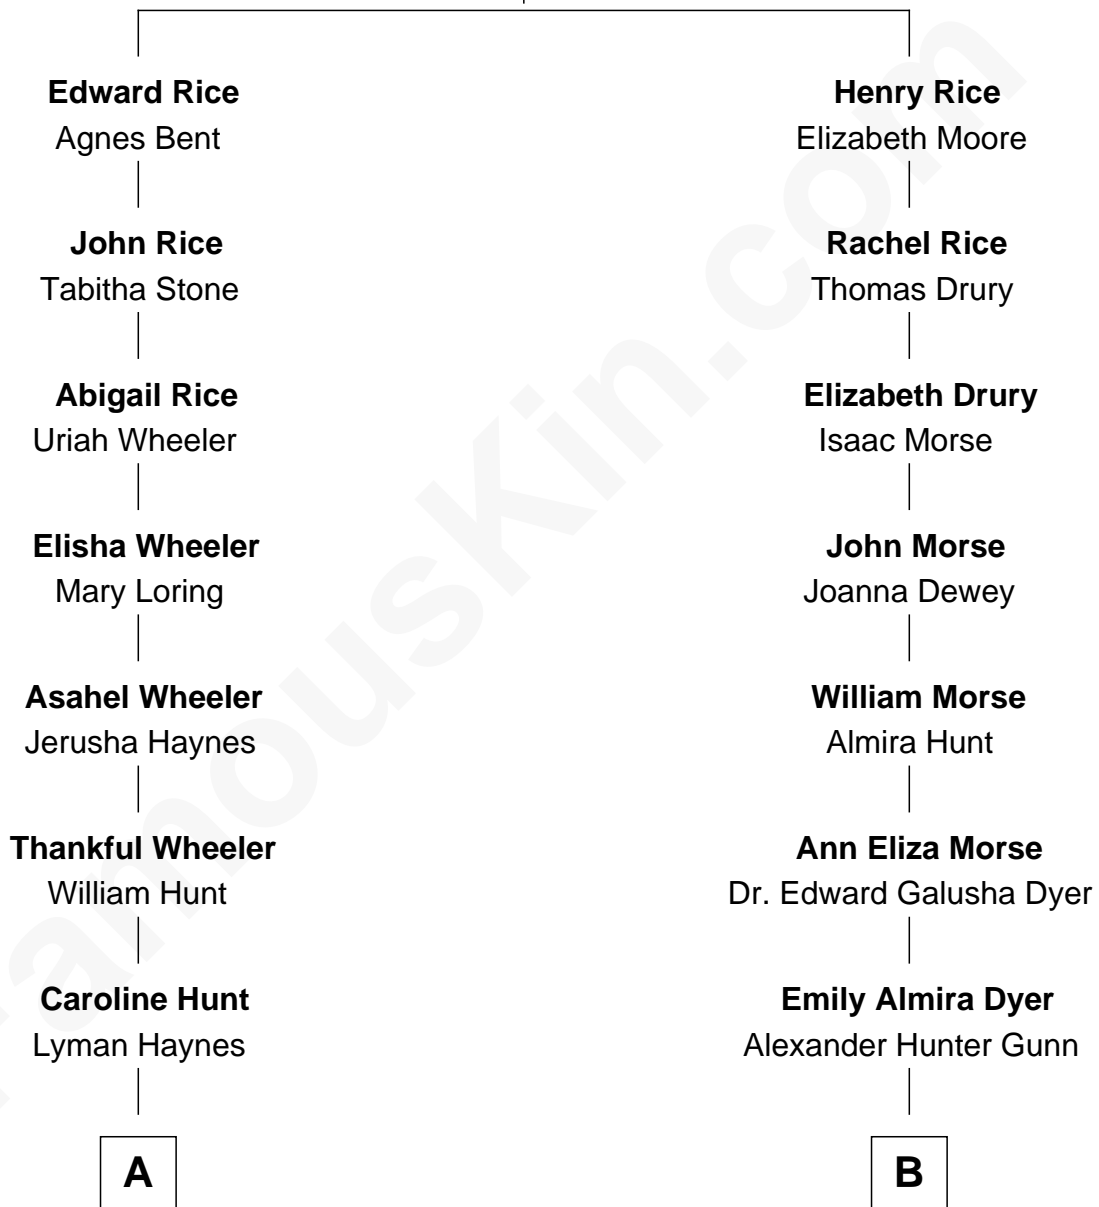 Edward Rice
Agnes Bent
John Rice
Tabitha Stone
Abigail Rice
Uriah Wheeler
Elisha Wheeler
Mary Loring
Asahel Wheeler
Jerusha Haynes
Thankful Wheeler
William Hunt
Caroline Hunt
Lyman Haynes
A
Henry Rice
Elizabeth Moore
Rachel Rice
Thomas Drury
Elizabeth Drury
Isaac Morse
John Morse
Joanna Dewey
William Morse
Almira Hunt
Ann Eliza Morse
Dr. Edward Galusha Dyer
Emily Almira Dyer
Alexander Hunter Gunn
B
FamousKin.com